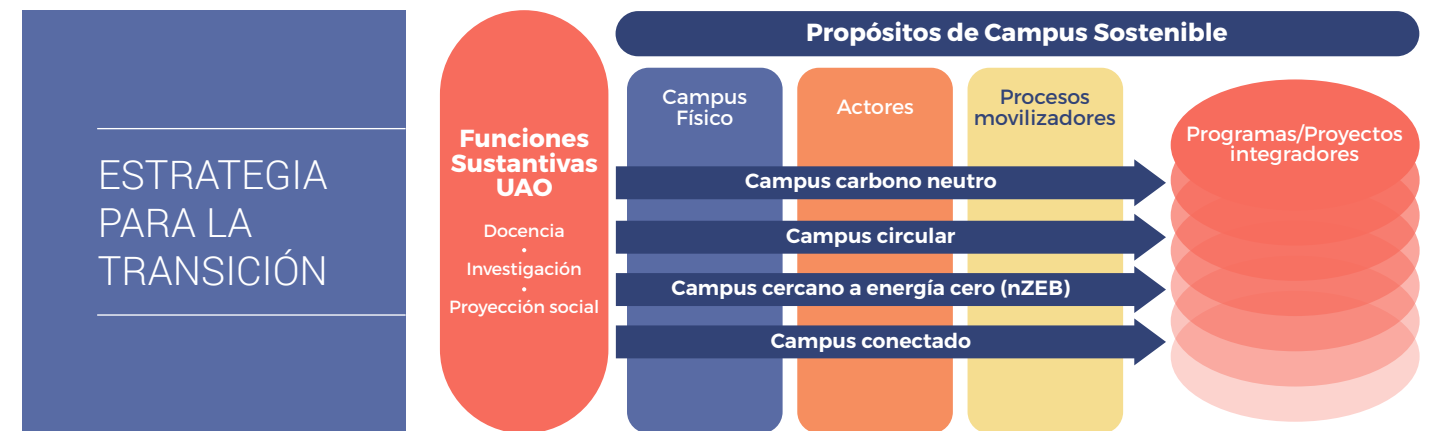 ESTRATEGIA
PARA LA
TRANSICIÓN
Funciones
Sustantivas
UAO
Docencia
•
Investigación
•
Proyección social
Propósitos de Campus Sostenible
Campus
Físico
Actores
Procesos
movilizadores
Campus carbono neutro
Campus circular
Campus cercano a energía cero (nZEB)
Campus conectado
Programas/Proyectos
integradores